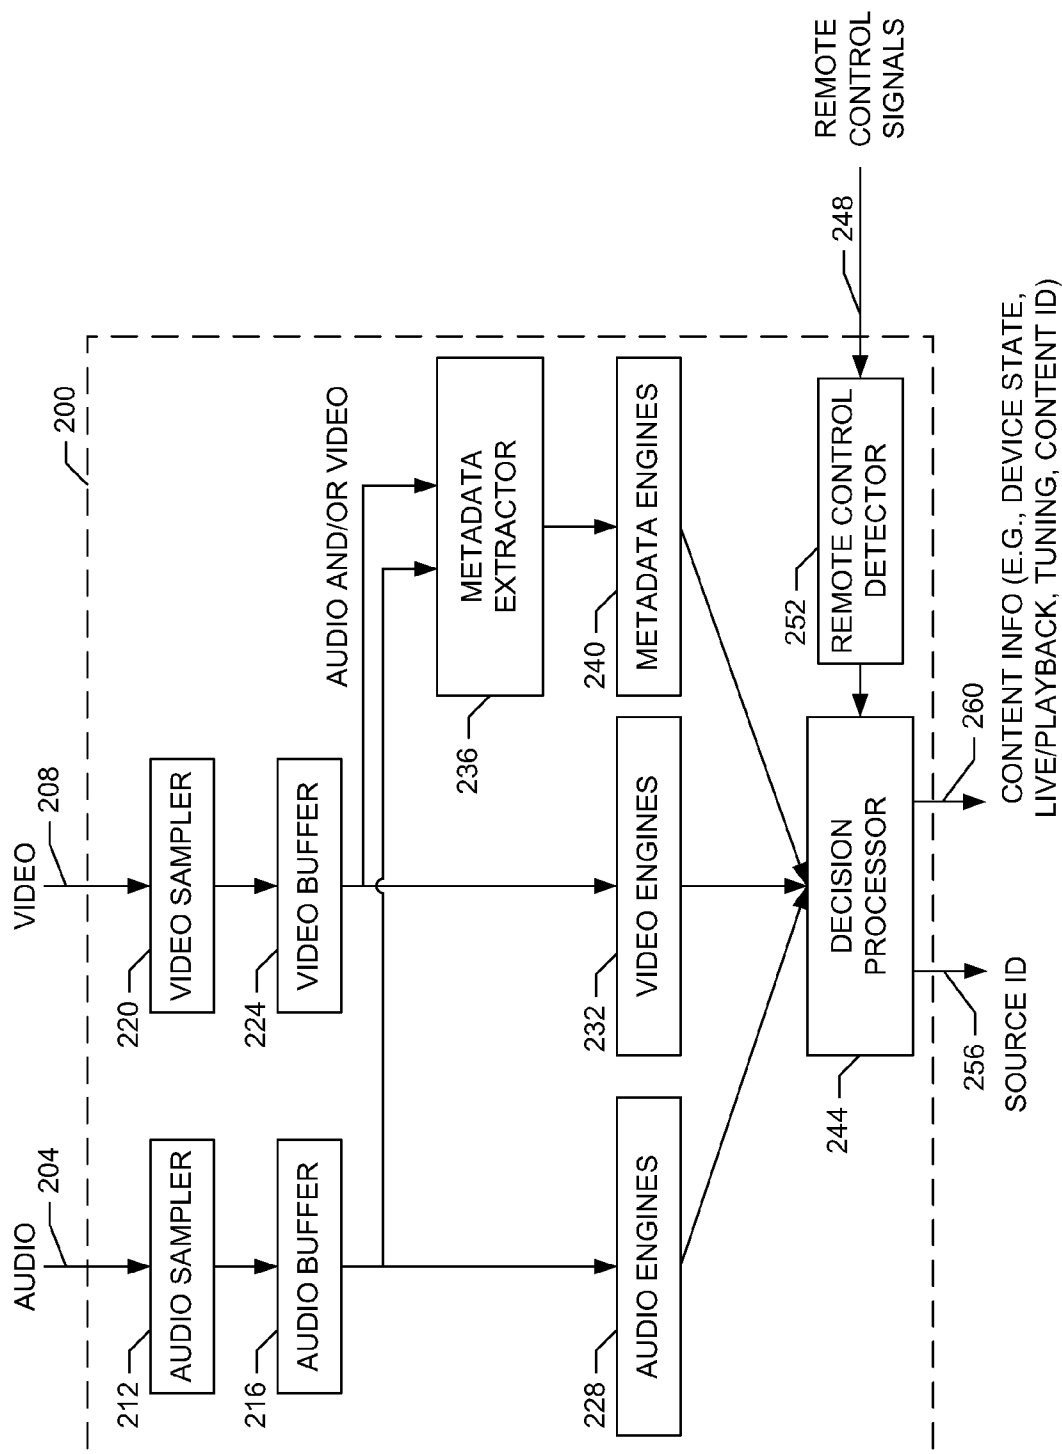 200
AUDIO
204
VIDEO
208
212
AUDIO SAMPLER
220
VIDEO SAMPLER
216
AUDIO BUFFER
224
VIDEO BUFFER
AUDIO AND/OR VIDEO
METADATA
EXTRACTOR
236
228
AUDIO ENGINES
232
VIDEO ENGINES
240
METADATA ENGINES
244
DECISION
PROCESSOR
252
REMOTE CONTROL
DETECTOR
248
REMOTE
CONTROL
SIGNALS
256
SOURCE ID
260
CONTENT INFO (E.G., DEVICE STATE,
LIVE/PLAYBACK, TUNING, CONTENT ID)